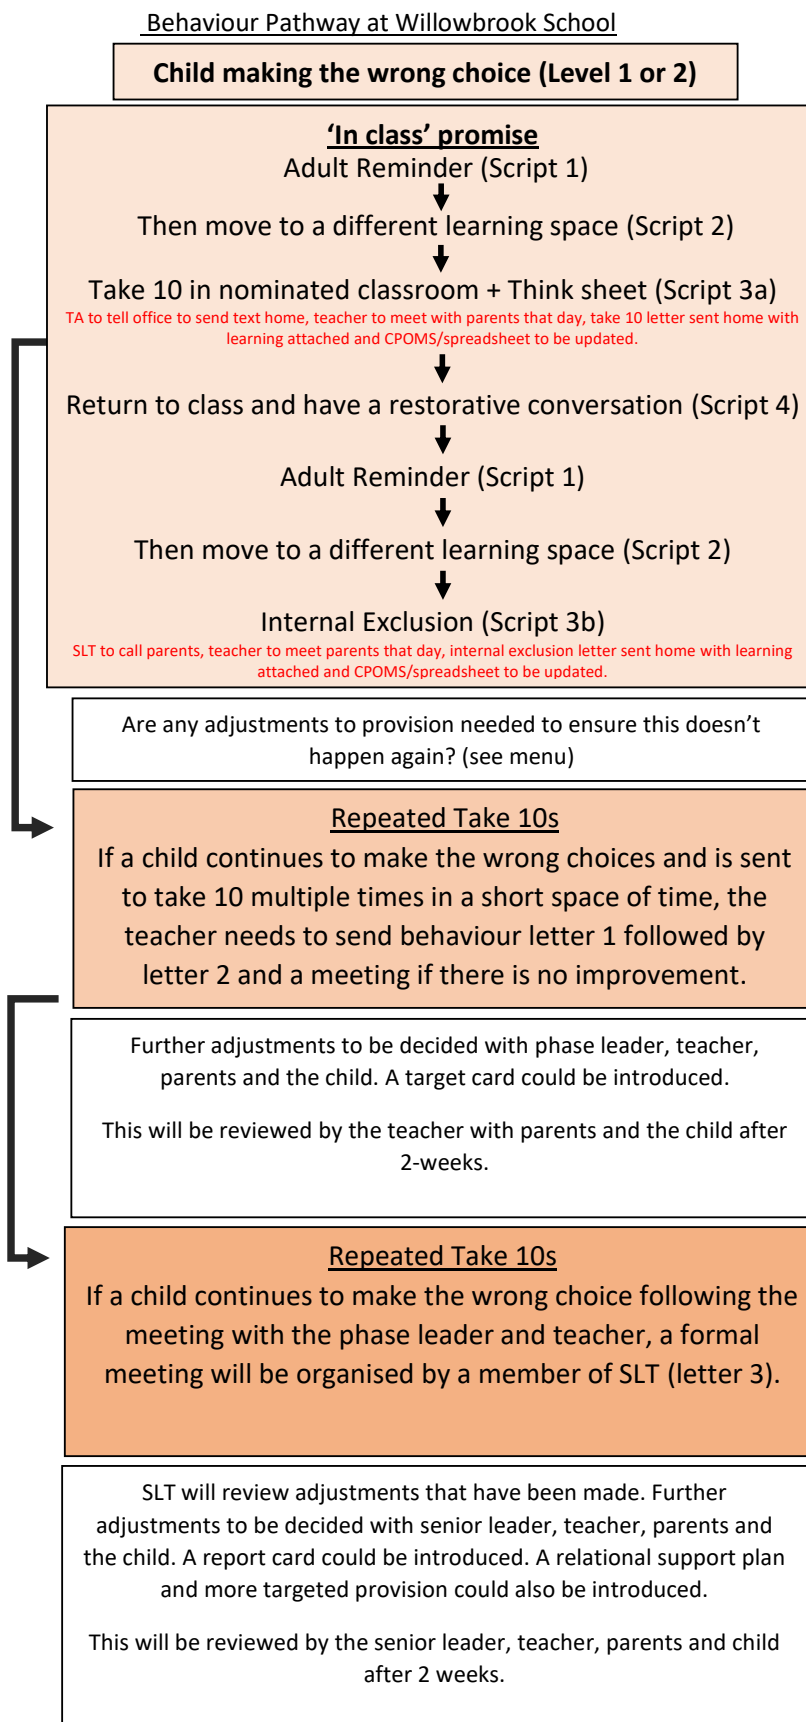 Behaviour Pathway at Willowbrook School
Child making the wrong choice (Level 1 or 2)
‘In class’ promise
Adult Reminder (Script 1)
Then move to a different learning space (Script 2)
Take 10 in nominated classroom + Think sheet (Script 3a)
TA to tell office to send text home, teacher to meet with parents that day, take 10 letter sent home with
learning attached and CPOMS/spreadsheet to be updated.
Return to class and have a restorative conversation (Script 4)
Adult Reminder (Script 1)
Then move to a different learning space (Script 2)
Internal Exclusion (Script 3b)
SLT to call parents, teacher to meet parents that day, internal exclusion letter sent home with learning
attached and CPOMS/spreadsheet to be updated.
Are any adjustments to provision needed to ensure this doesn’t
happen again? (see menu)
Repeated Take 10s
If a child continues to make the wrong choices and is sent
to take 10 multiple times in a short space of time, the
teacher needs to send behaviour letter 1 followed by
letter 2 and a meeting if there is no improvement.
Further adjustments to be decided with phase leader, teacher,
parents and the child. A target card could be introduced.
This will be reviewed by the teacher with parents and the child after
2-weeks.
Repeated Take 10s
If a child continues to make the wrong choice following the
meeting with the phase leader and teacher, a formal
meeting will be organised by a member of SLT (letter 3).
SLT will review adjustments that have been made. Further
adjustments to be decided with senior leader, teacher, parents and
the child. A report card could be introduced. A relational support plan
and more targeted provision could also be introduced.
This will be reviewed by the senior leader, teacher, parents and child
after 2 weeks.